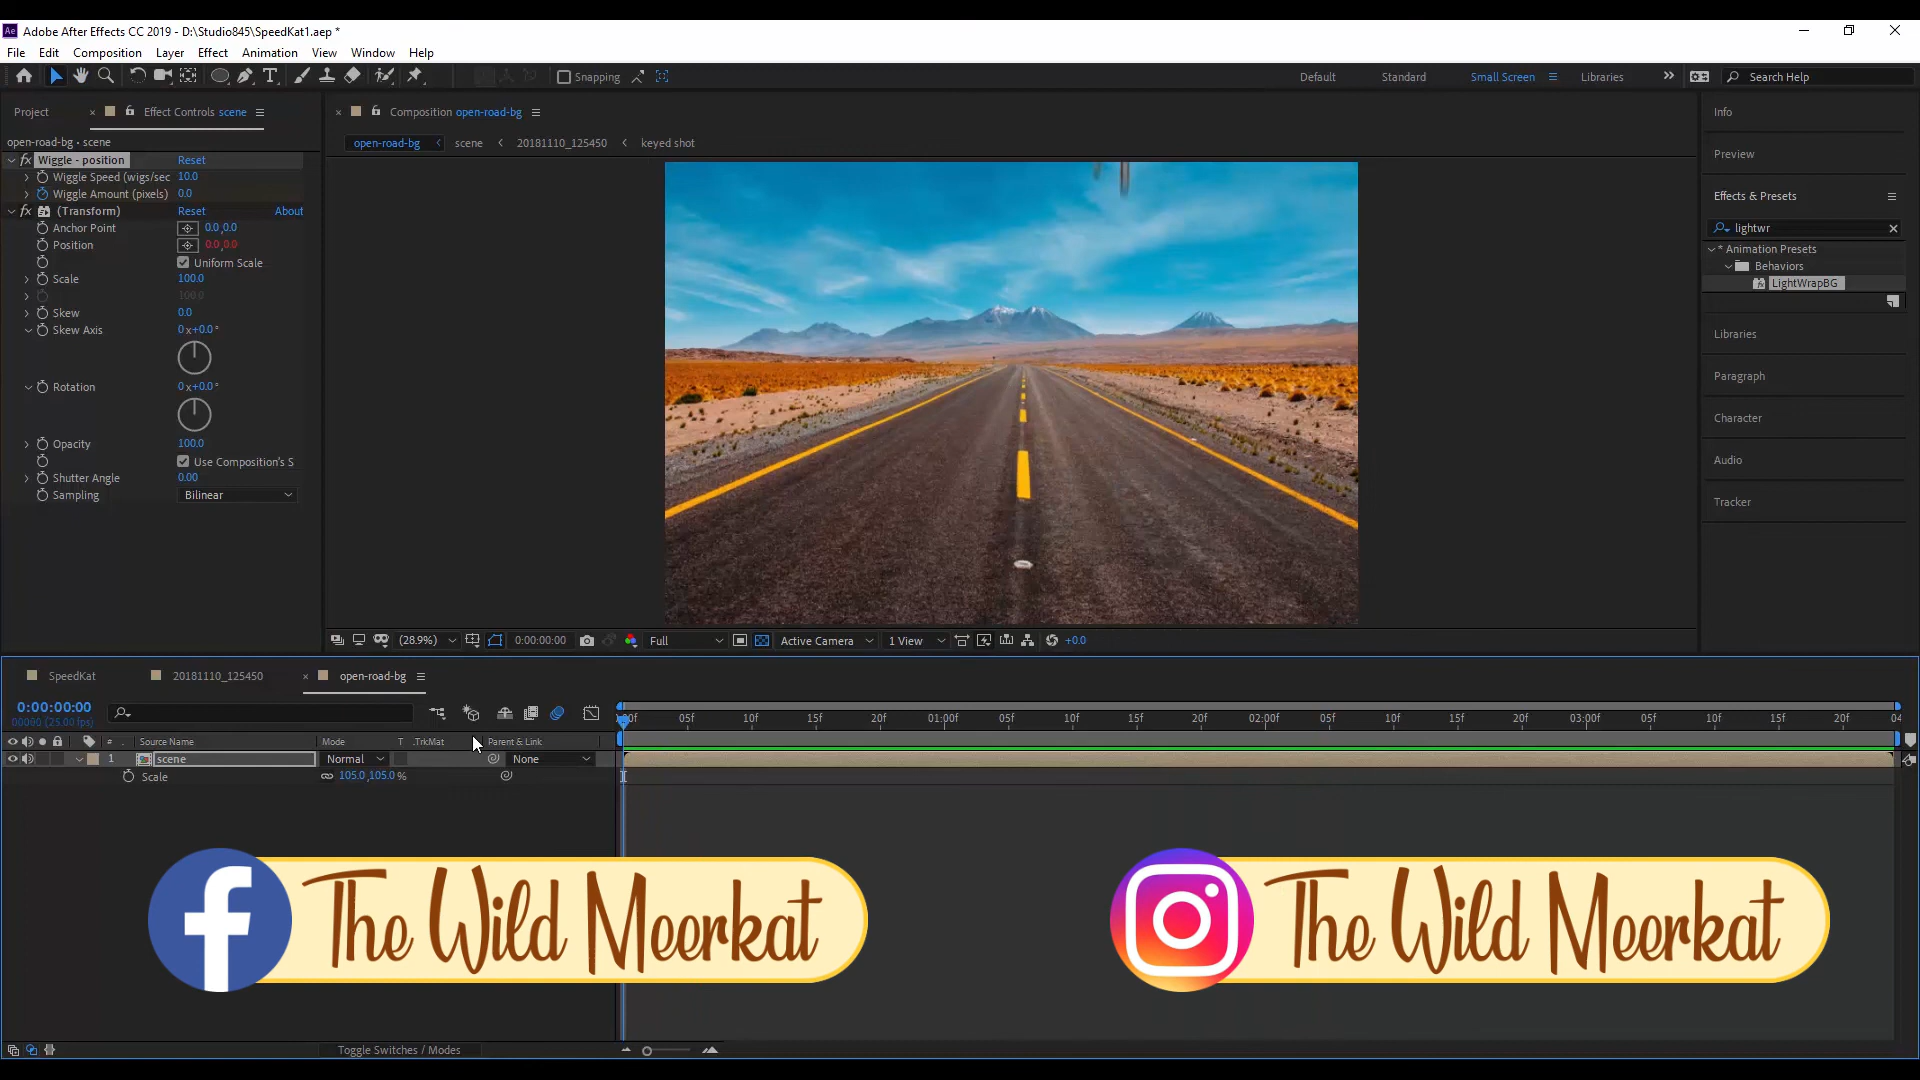 Adobe After Effects CC 2019 - D:\Studio845\SpeedKat1.aep *
File Edit Composition Layer Effect Animation View Window Help
Snapping Default Standard Small Screen Libraries Search Help
Project Effect Controls scene
Composition open-road-bg
open-road-bg • scene
open-road-bg scene 20181110_125450 keyed shot
fx Wiggle - position Reset
Wiggle Speed (wigs/sec 10.0
Wiggle Amount (pixels) 0.0
fx (Transform) Reset About
Anchor Point 0.0,0.0
Position 0.0,0.0
Uniform Scale
Scale 100.0
100.0
Skew 0.0
Skew Axis 0x+0.0°
Rotation 0x+0.0°
Opacity 100.0
Use Composition's S
Shutter Angle 0.00
Sampling Bilinear
Info
Preview
Effects & Presets
lightwr
* Animation Presets
Behaviors
LightWrapBG
Libraries
Paragraph
Character
Audio
Tracker
(28.9%) 0:00:00:00 Full Active Camera 1 View +0.0
SpeedKat 20181110_125450 open-road-bg
0:00:00:00
00000 (25.00 fps)
:00f 05f 10f 15f 20f 01:00f 05f 10f 15f 20f 02:00f 05f 10f 15f 20f 03:00f 05f 10f 15f 20f 04
# . Source Name Mode T .TrkMat Parent & Link
1 scene Normal None
Scale 105.0,105.0 %
The Wild Meerkat
The Wild Meerkat
Toggle Switches / Modes